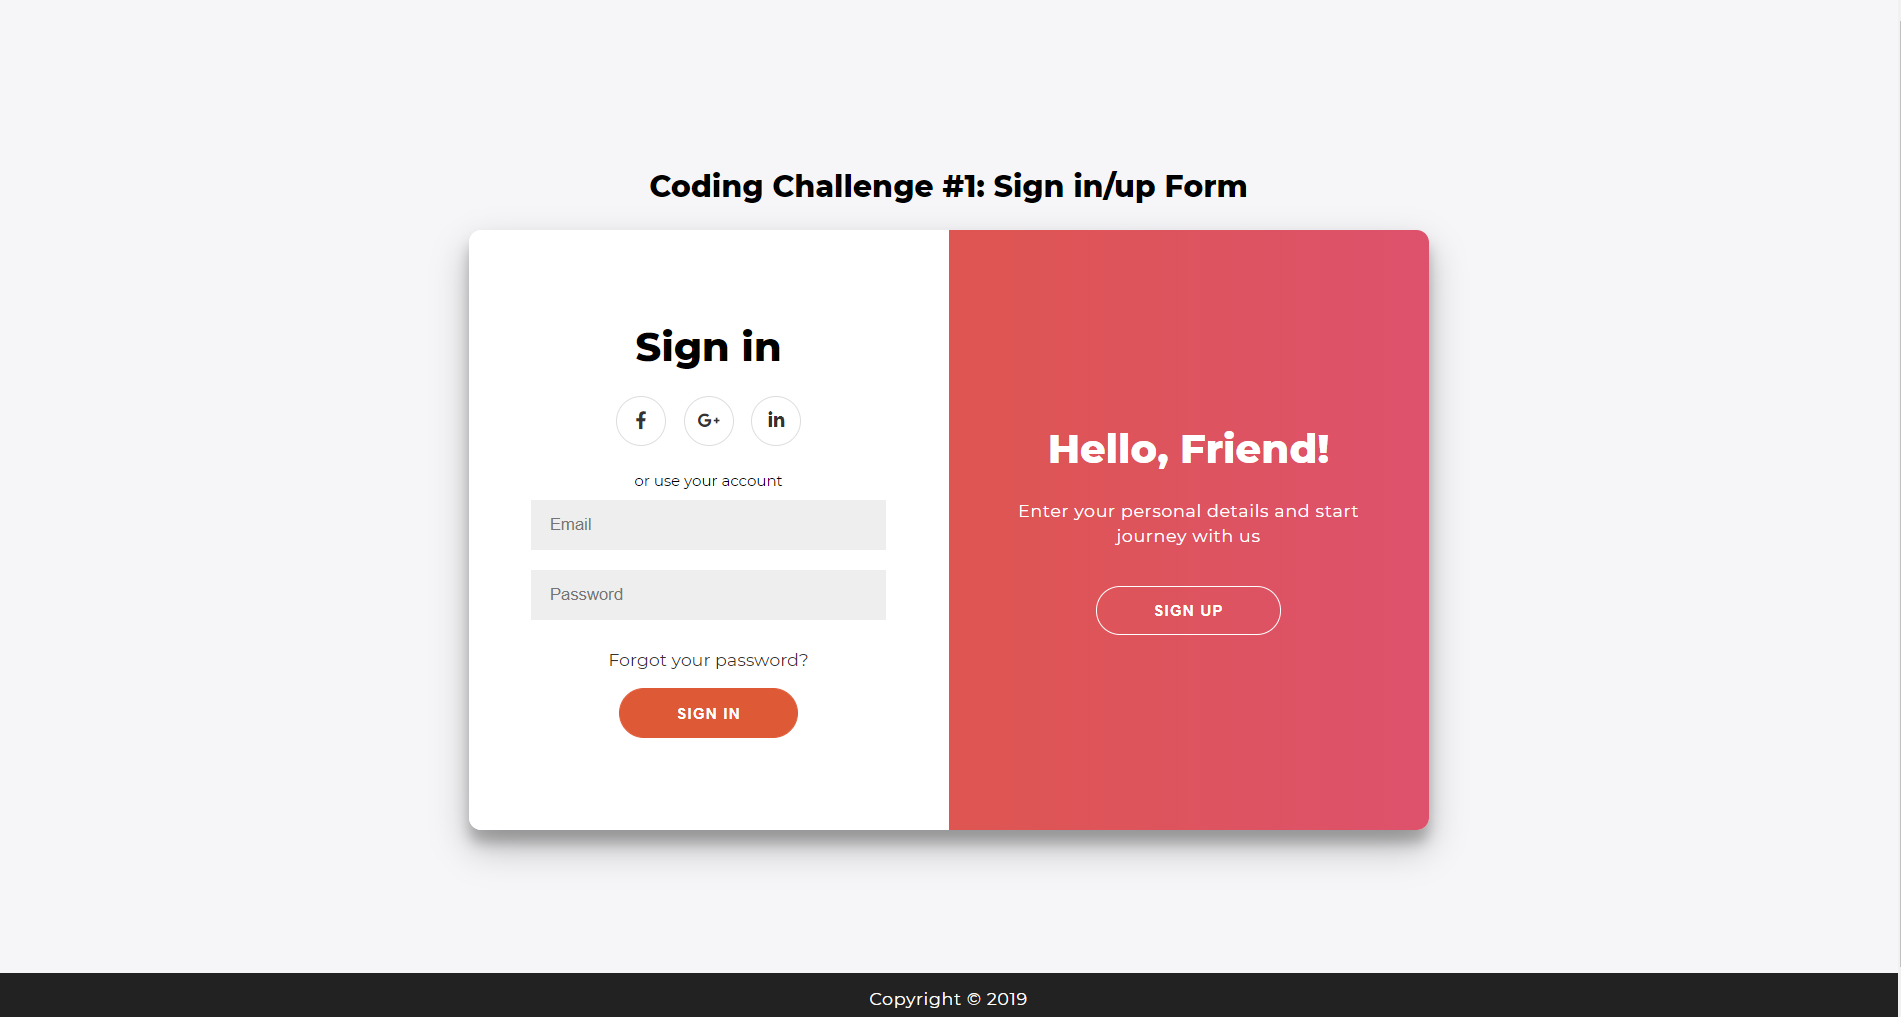 Coding Challenge #1: Sign in/up Form
Sign in
f
G+
in
or use your account
Email
Password
Forgot your password?
SIGN IN
Hello, Friend!
Enter your personal details and start
journey with us
SIGN UP
Copyright © 2019